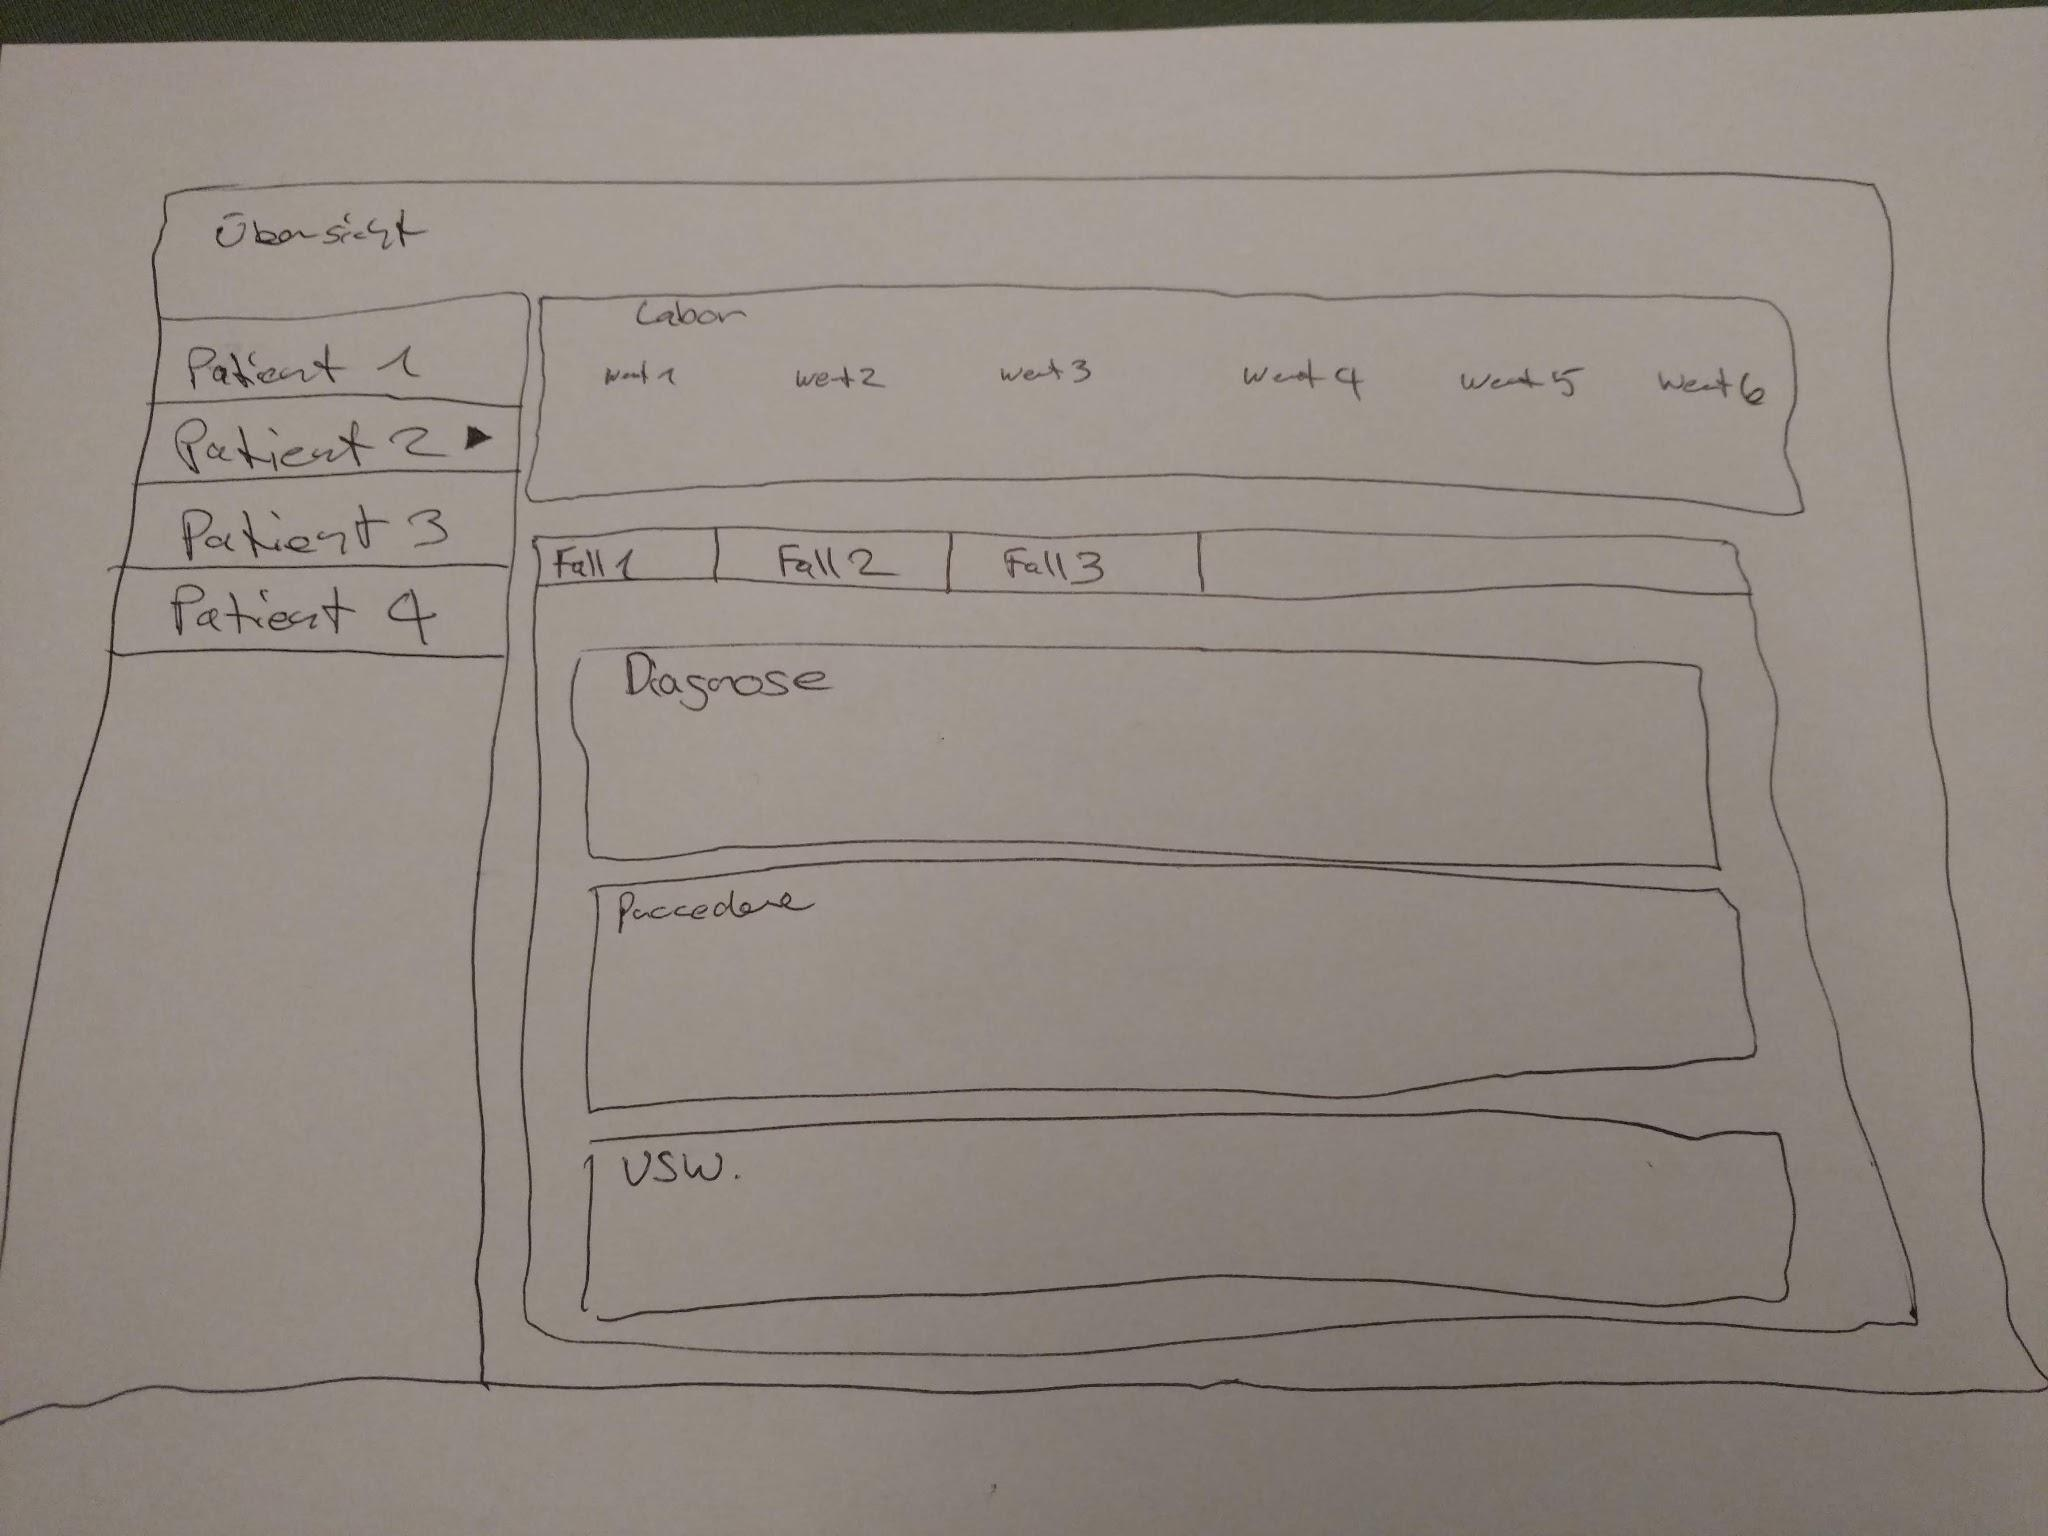 Übersicht
Patient 1
Patient 2
Patient 3
Patient 4
Labor
Wert 1 Wert 2 Wert 3 Wert 4 Wert 5 Wert 6
Fall 1 Fall 2 Fall 3
Diagnose
Proccedere
USW.